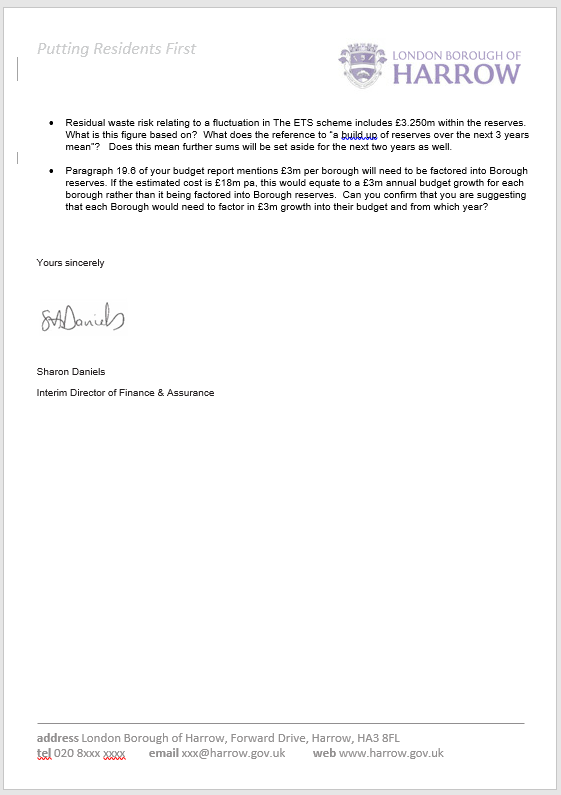 Putting Residents First
LONDON BOROUGH OF
HARROW
• Residual waste risk relating to a fluctuation in The ETS scheme includes £3.250m within the reserves.
What is this figure based on? What does the reference to “a build up of reserves over the next 3 years
mean”? Does this mean further sums will be set aside for the next two years as well.
• Paragraph 19.6 of your budget report mentions £3m per borough will need to be factored into Borough
reserves. If the estimated cost is £18m pa, this would equate to a £3m annual budget growth for each
borough rather than it being factored into Borough reserves. Can you confirm that you are suggesting
that each Borough would need to factor in £3m growth into their budget and from which year?
Yours sincerely
SHDaniels
Sharon Daniels
Interim Director of Finance & Assurance
address London Borough of Harrow, Forward Drive, Harrow, HA3 8FL
tel 020 8xxx xxxx email xxx@harrow.gov.uk web www.harrow.gov.uk